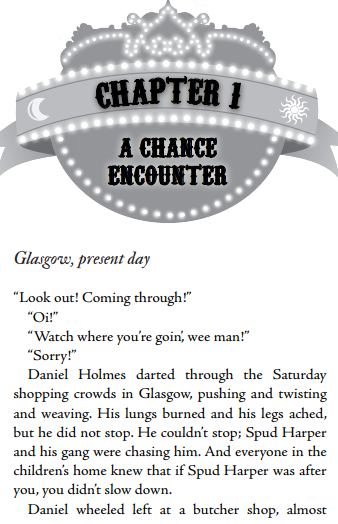 CHAPTER 1
A CHANCE
ENCOUNTER
Glasgow, present day
“Look out! Coming through!”
“Oi!”
“Watch where you’re goin’, wee man!”
“Sorry!”
Daniel Holmes darted through the Saturday
shopping crowds in Glasgow, pushing and twisting
and weaving. His lungs burned and his legs ached,
but he did not stop. He couldn’t stop; Spud Harper
and his gang were chasing him. And everyone in the
children’s home knew that if Spud Harper was after
you, you didn’t slow down.
Daniel wheeled left at a butcher shop, almost